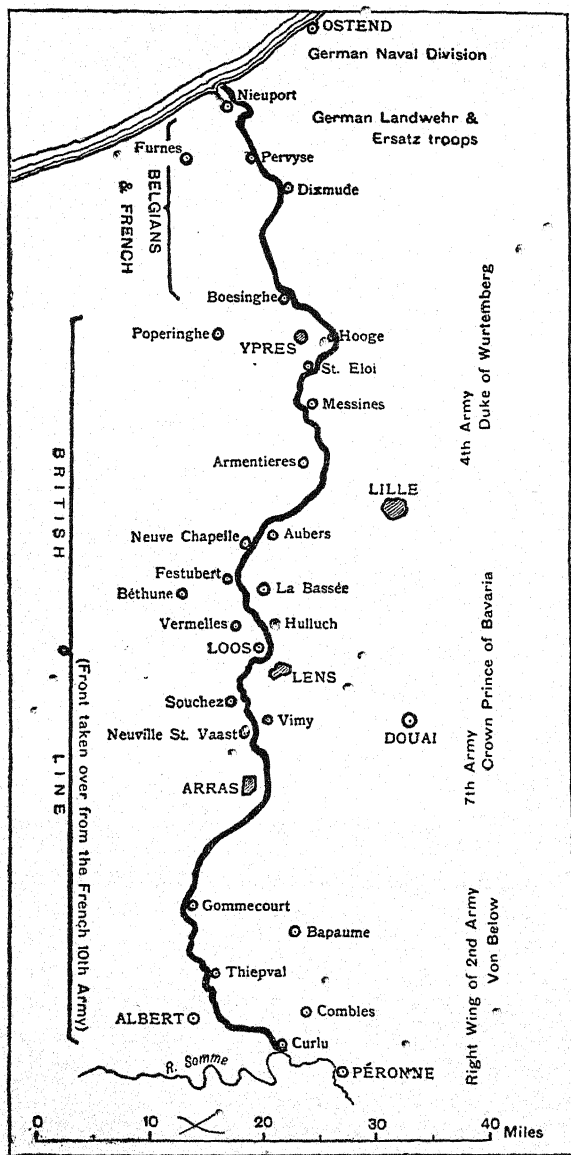 OSTEND
German Naval Division
Nieuport
German Landwehr &
Ersatz troops
Furnes
Pervyse
Dixmude
BELGIANS
& FRENCH
Boesinghe
Poperinghe
YPRES
Hooge
St. Eloi
Messines
4th Army
Duke of Wurtemberg
Armentieres
LILLE
BRITISH LINE
(Front taken over from the French 10th Army)
Neuve Chapelle
Aubers
Festubert
La Bassée
Béthune
Vermelles
Hulluch
LOOS
LENS
7th Army
Crown Prince of Bavaria
Souchez
Vimy
Neuville St. Vaast
DOUAI
ARRAS
Gommecourt
Bapaume
Thiepval
Right Wing of 2nd Army
Von Below
ALBERT
Combles
Curlu
R. Somme
PÉRONNE
0 10 20 30 40 Miles